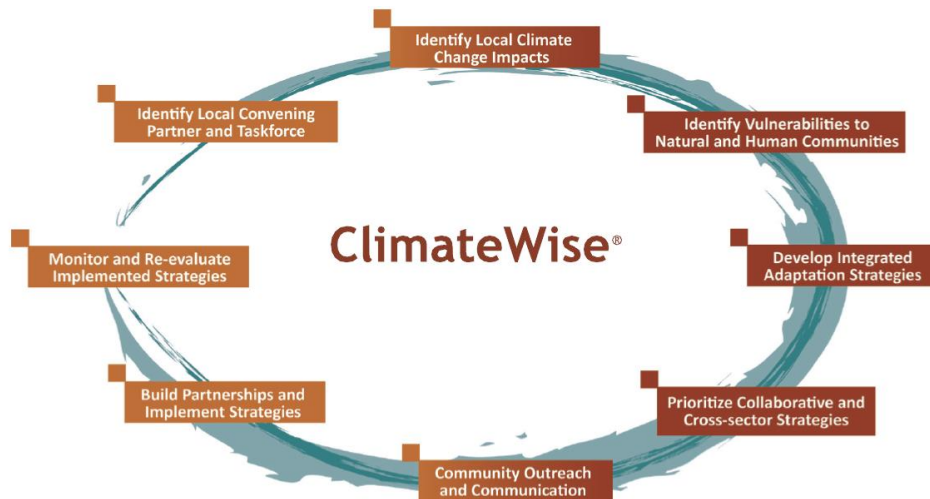 Identify Local Climate
Change Impacts
Identify Local Convening
Partner and Taskforce
Identify Vulnerabilities to
Natural and Human Communities
ClimateWise®
Monitor and Re-evaluate
Implemented Strategies
Develop Integrated
Adaptation Strategies
Build Partnerships and
Implement Strategies
Prioritize Collaborative and
Cross-sector Strategies
Community Outreach
and Communication